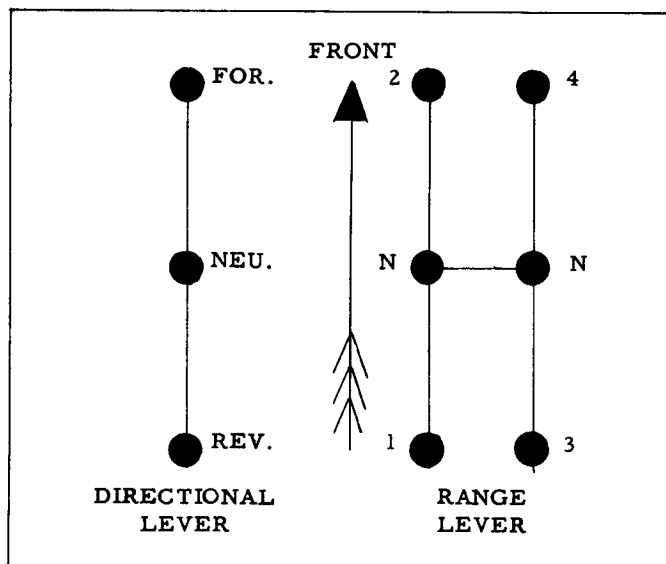 FRONT
FOR.
2
4
NEU.
N
N
REV.
1
3
DIRECTIONAL
LEVER
RANGE
LEVER